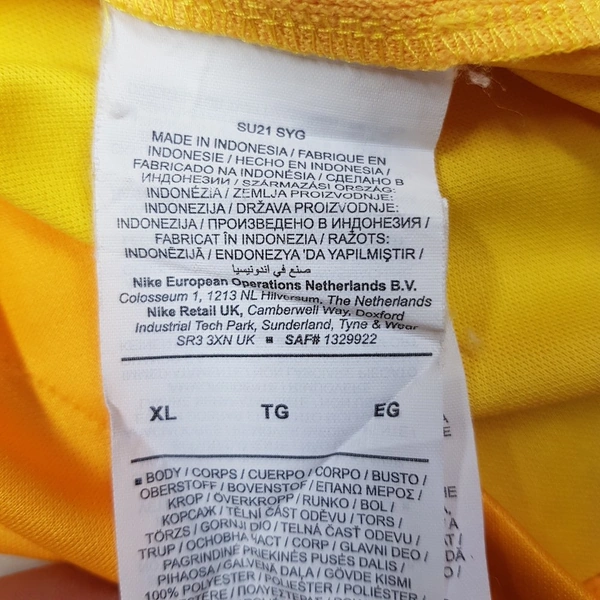 SU21 SYG
MADE IN INDONESIA / FABRIQUE EN
INDONESIE / HECHO EN INDONESIA /
FABRICADO NA INDONÉSIA / СДЕЛАНО В
ИНДОНЕЗИИ / SZÁRMAZÁSI ORSZÁG:
INDONÉZIA / ZEMLJA PROIZVODNJE:
INDONEZIJA / DRŽAVA PROIZVODNJE:
INDONEZIJA / ПРОИЗВЕДЕНО В ИНДОНЕЗИЯ /
FABRICAT ÎN INDONEZIA / RAŽOTS:
INDONĒZIJĀ / ENDONEZYA 'DA YAPILMIŞTIR /
صنع في اندونيسيا
Nike European Operations Netherlands B.V.
Colosseum 1, 1213 NL Hilversum, The Netherlands
Nike Retail UK, Camberwell Way, Doxford
Industrial Tech Park, Sunderland, Tyne & Wear
SR3 3XN UK ■ SAF# 1329922
XL TG EG
■ BODY / CORPS / CUERPO / CORPO / BUSTO /
OBERSTOFF / BOVENSTOF / ΕΠΑΝΩ ΜΕΡΟΣ /
KROP / ÖVERKROPP / RUNKO / BOL /
КОРСАЖ / TĚLNÍ ČÁST ODĚVU / TORS /
TÖRZS / GORNJI DIO / TELNÁ ČASŤ ODEVU /
TRUP / ОСНОВНА ЧАСТ / CORP / GLAVNI DEO /
PAGRINDINĖ PRIEKINĖS PUSĖS DALIS /
PIHAOSA / GALVENĀ DAĻA / GÖVDE KISMI
100% POLYESTER / POLIÉSTER /